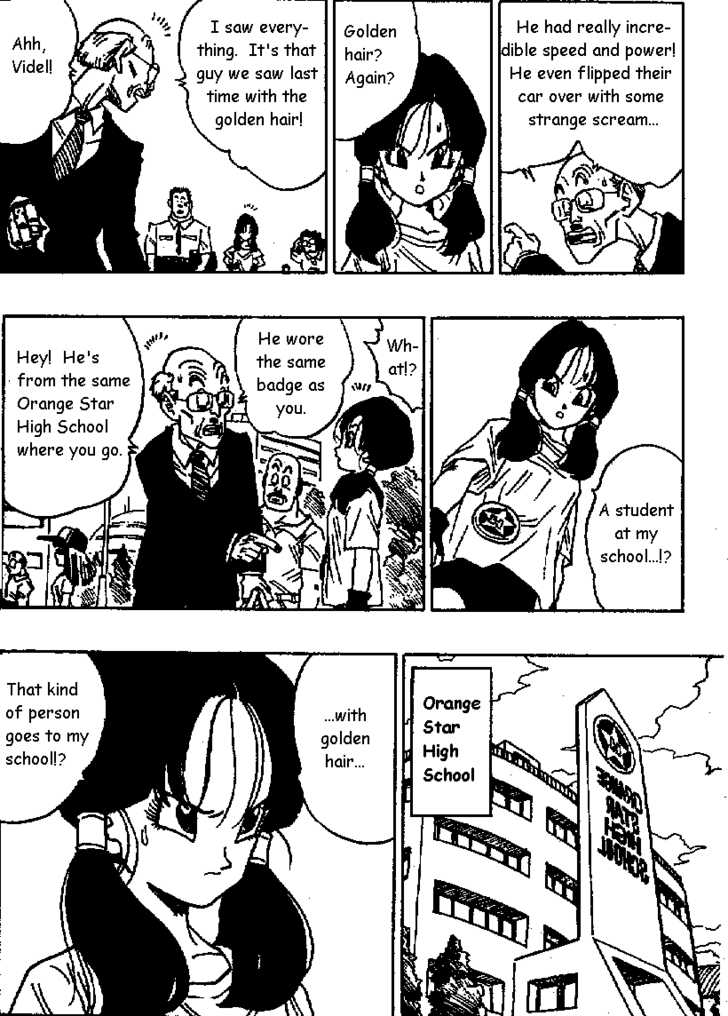 Ahh,
Videl!
I saw every-
thing. It's that
guy we saw last
time with the
golden hair!
Golden
hair?
Again?
He had really incre-
dible speed and power!
He even flipped their
car over with some
strange scream...
Hey! He's
from the same
Orange Star
High School
where you go.
He wore
the same
badge as
you.
Wh-
at!?
A student
at my
school...!?
That kind
of person
goes to my
school!?
...with
golden
hair...
Orange
Star
High
School
ORANGE
STAR
HIGH
SCHOOL